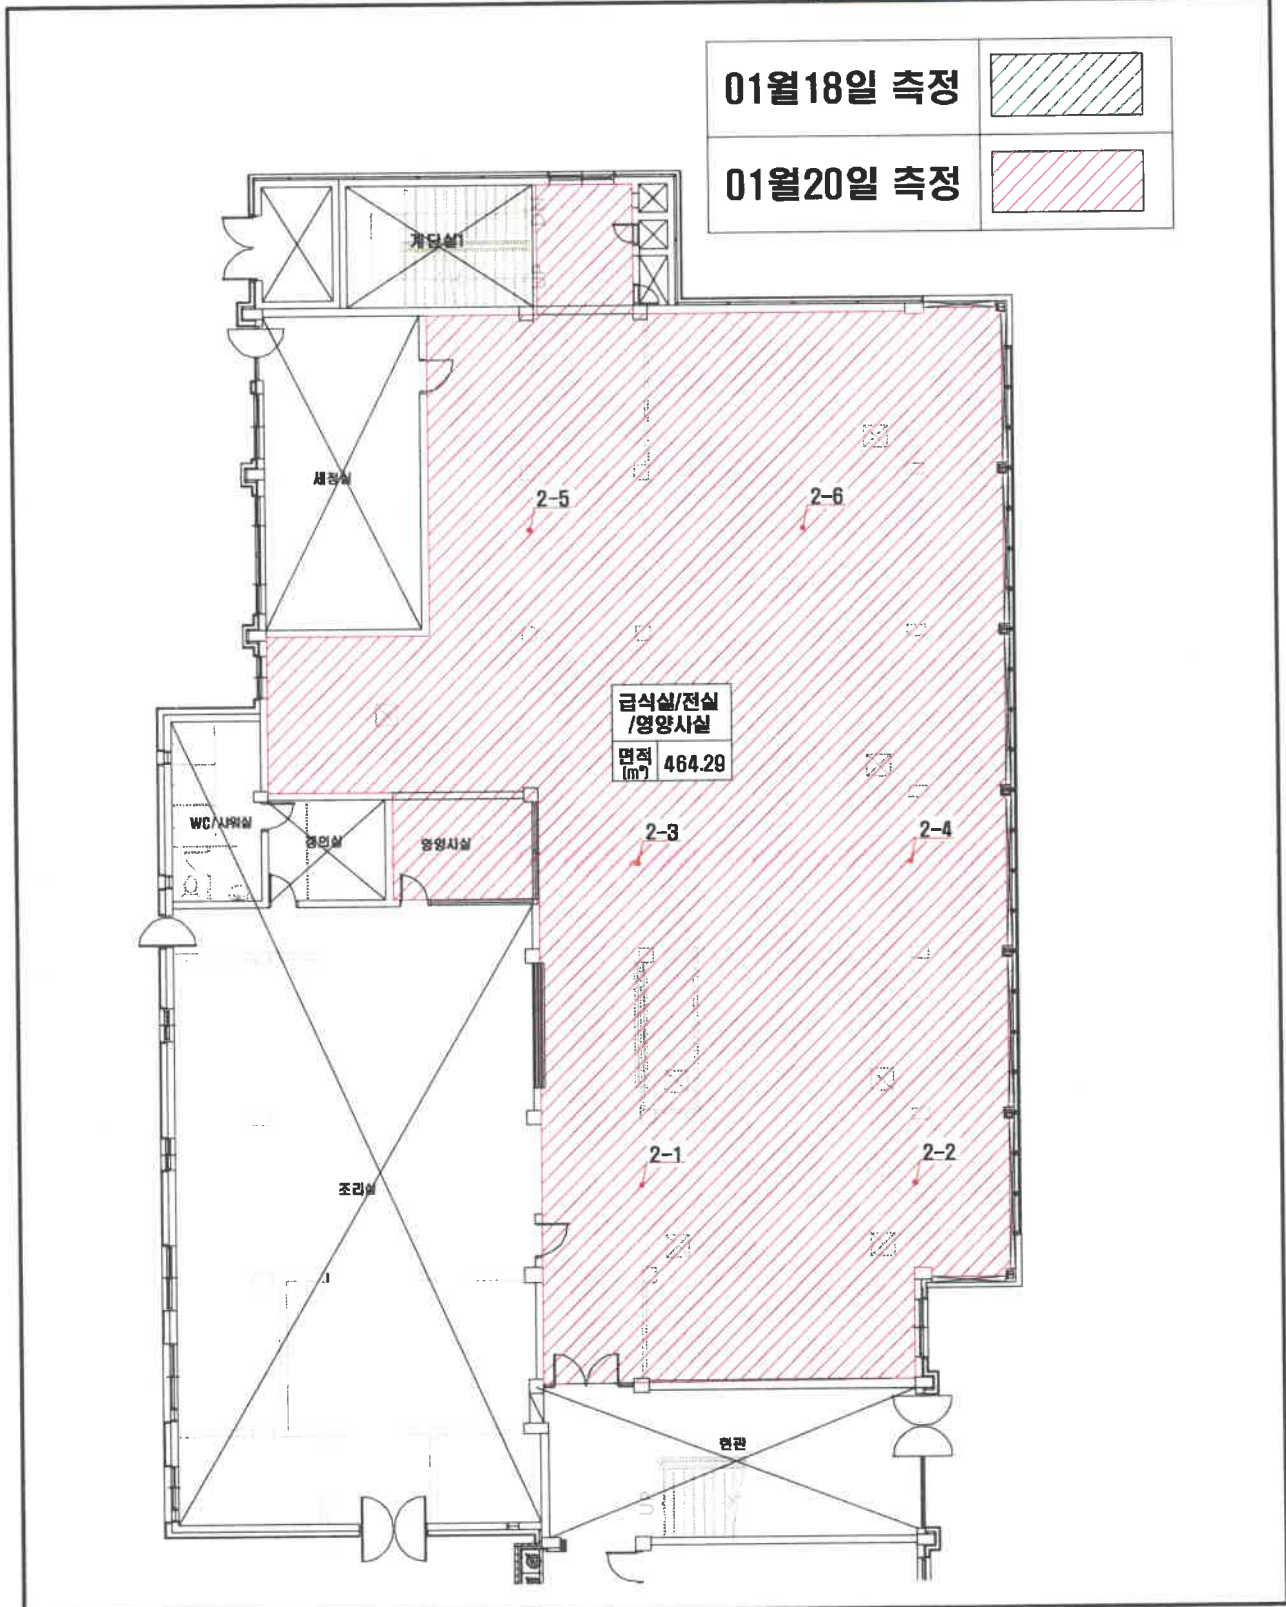 01월18일 측정
01월20일 측정
계단실1
세정실
2-5
2-6
급식실/전실
/영양사실
면적
(m²)
464.29
WC/샤워실
영양사실
2-3
2-4
2-1
2-2
조리실
현관
UP